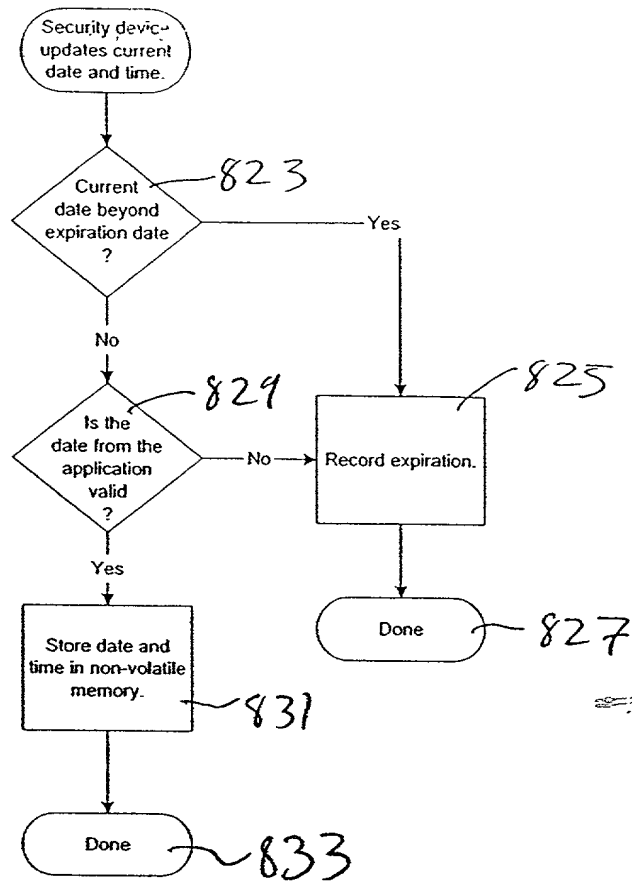 Security device
updates current
date and time.
823
Current
date beyond
expiration date
?
Yes
No
829
825
Is the
date from the
application
valid
?
No
Record expiration.
Yes
Store date and
time in non-volatile
memory.
831
Done
827
Done
833